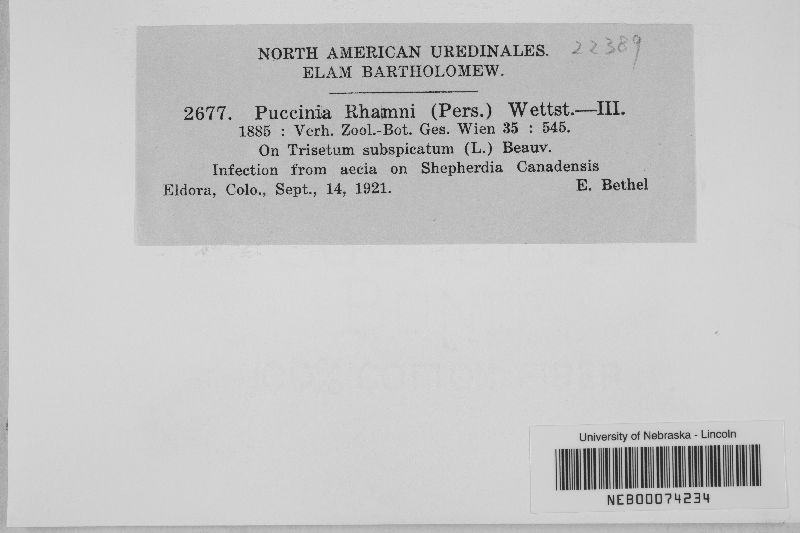 NORTH AMERICAN UREDINALES. 22389
ELAM BARTHOLOMEW.
2677. Puccinia Rhamni (Pers.) Wettst.—III.
1885 : Verh. Zool.-Bot. Ges. Wien 35 : 545.
On Trisetum subspicatum (L.) Beauv.
Infection from aecia on Shepherdia Canadensis
Eldora, Colo., Sept., 14, 1921. E. Bethel
University of Nebraska - Lincoln
NEB00074234